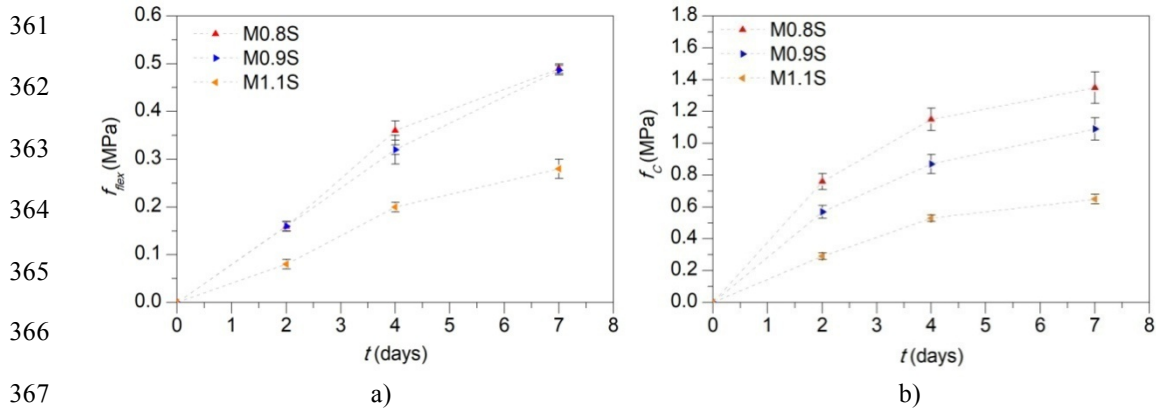 361
362
363
364
365
366
367
0.6
0.5
0.4
0.3
0.2
0.1
0.0
f_flex (MPa)
M0.8S
M0.9S
M1.1S
0 1 2 3 4 5 6 7 8
t (days)
a)
1.8
1.6
1.4
1.2
1.0
0.8
0.6
0.4
0.2
0.0
f_C (MPa)
M0.8S
M0.9S
M1.1S
0 1 2 3 4 5 6 7 8
t (days)
b)